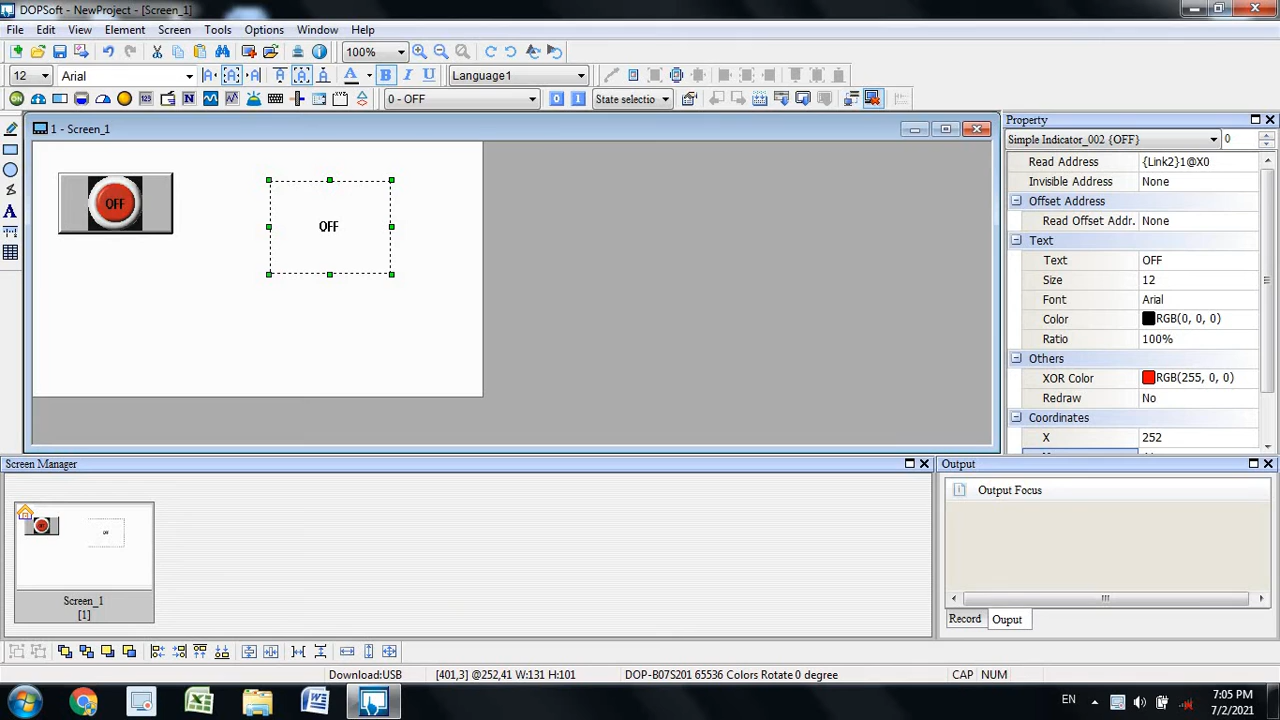 DOPSoft - NewProject - [Screen_1]
File Edit View Element Screen Tools Options Window Help
100%
12 Arial A B I U Language1
0 - OFF 0 1 State selectio
1 - Screen_1
OFF
OFF
Property
Simple Indicator_002 {OFF} 0
Read Address {Link2}1@X0
Invisible Address None
Offset Address
Read Offset Addr. None
Text
Text OFF
Size 12
Font Arial
Color RGB(0, 0, 0)
Ratio 100%
Others
XOR Color RGB(255, 0, 0)
Redraw No
Coordinates
X 252
Screen Manager
Screen_1
[1]
Output
Output Focus
Record Ouput
Download:USB [401,3] @252,41 W:131 H:101 DOP-B07S201 65536 Colors Rotate 0 degree CAP NUM
EN 7:05 PM
7/2/2021